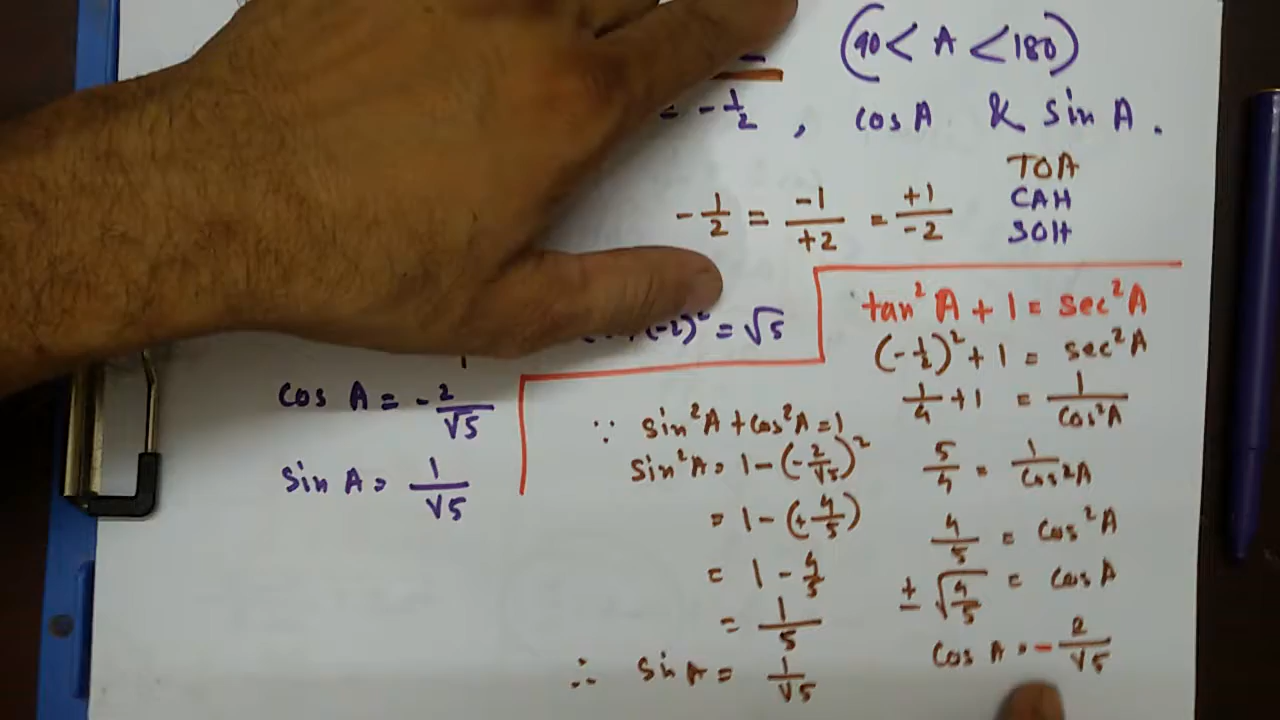 (90 < A < 180)
= -1/2 , cos A & sin A .
TOA
CAH
SOH
-1/2 = -1/+2 = +1/-2
(-2)² = √5
cos A = -2/√5
sin A = 1/√5
∵ sin²A + cos²A = 1
sin²A = 1 - (-2/√5)²
= 1 - (+4/5)
= 1 - 4/5
= 1/5
∴ sin A = 1/√5
tan²A + 1 = sec²A
(-1/2)² + 1 = sec²A
1/4 + 1 = 1/cos²A
5/4 = 1/cos²A
4/5 = cos²A
± √4/5 = cos A
cos A = - 2/√5